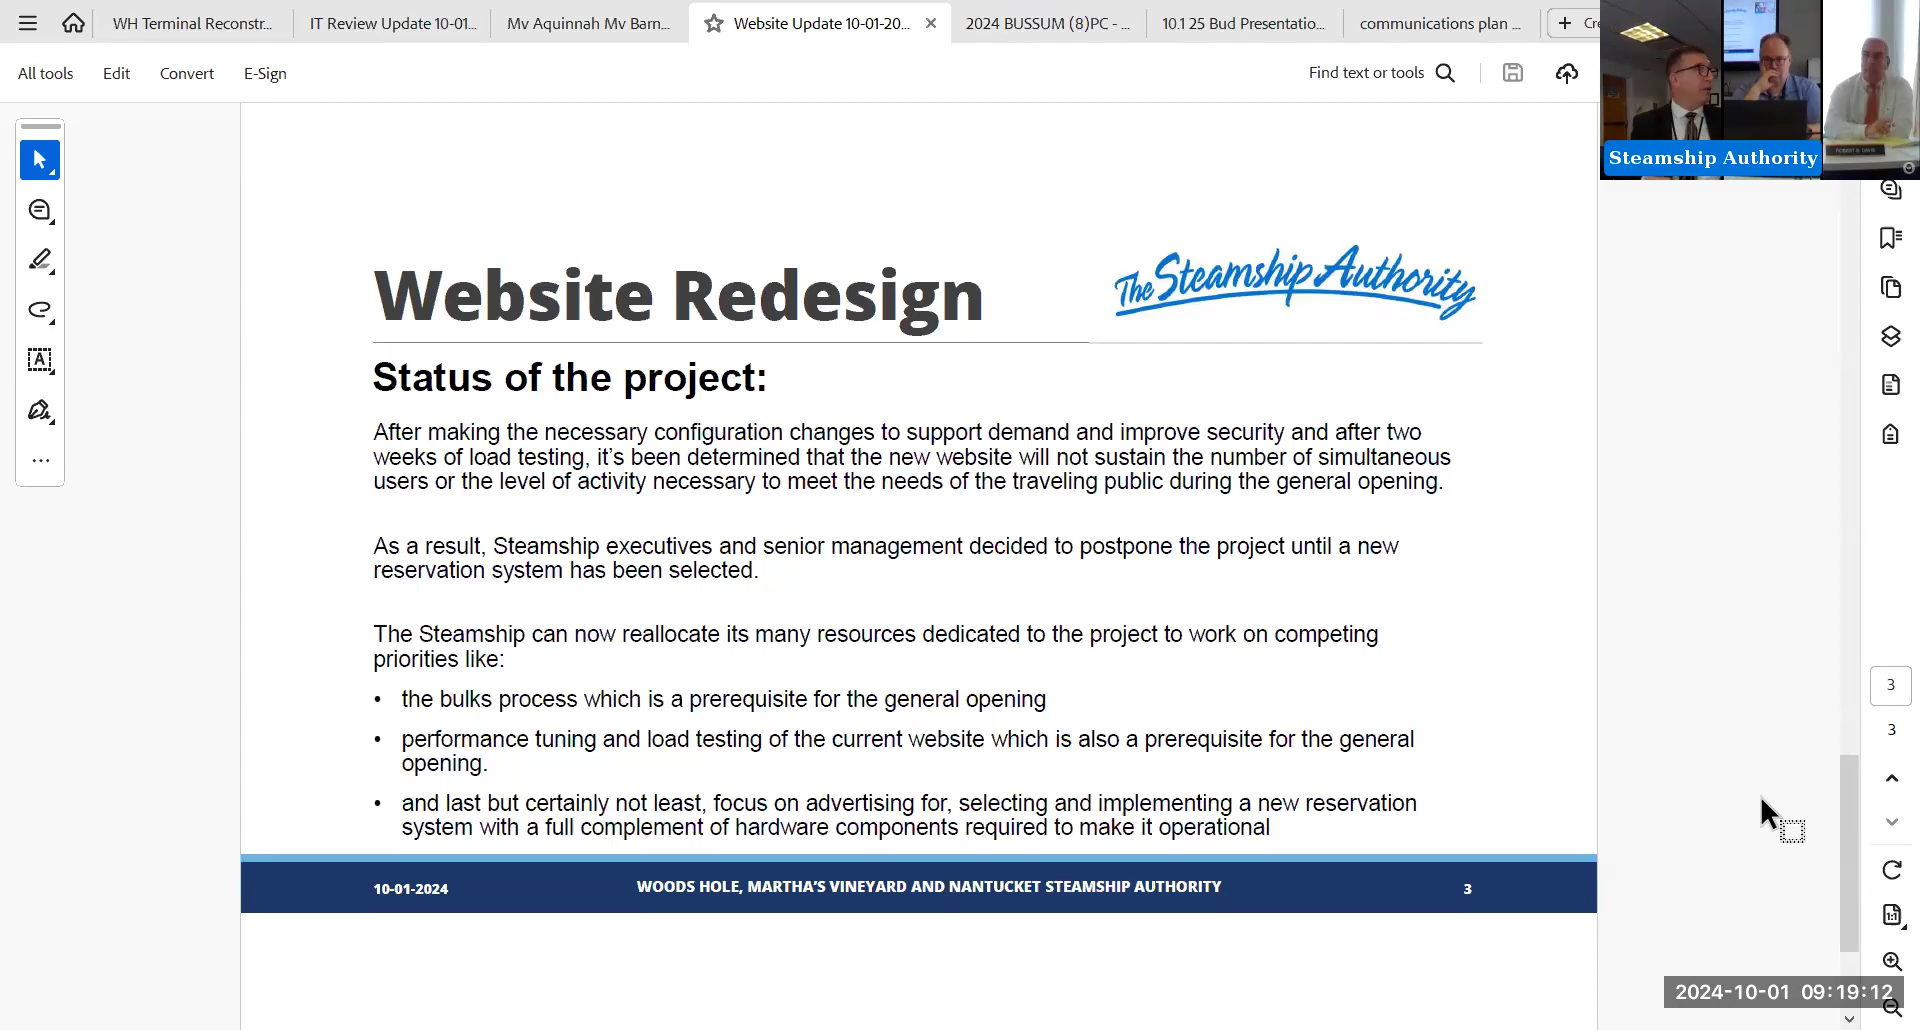 WH Terminal Reconstr...
IT Review Update 10-01...
Mv Aquinnah Mv Barn...
Website Update 10-01-20...
2024 BUSSUM (8)PC - ...
10.1 25 Bud Presentatio...
communications plan ...
All tools
Edit
Convert
E-Sign
Find text or tools
Steamship Authority
Website Redesign
The Steamship Authority
Status of the project:
After making the necessary configuration changes to support demand and improve security and after two
weeks of load testing, it’s been determined that the new website will not sustain the number of simultaneous
users or the level of activity necessary to meet the needs of the traveling public during the general opening.
As a result, Steamship executives and senior management decided to postpone the project until a new
reservation system has been selected.
The Steamship can now reallocate its many resources dedicated to the project to work on competing
priorities like:
• the bulks process which is a prerequisite for the general opening
• performance tuning and load testing of the current website which is also a prerequisite for the general
opening.
• and last but certainly not least, focus on advertising for, selecting and implementing a new reservation
system with a full complement of hardware components required to make it operational
10-01-2024
WOODS HOLE, MARTHA’S VINEYARD AND NANTUCKET STEAMSHIP AUTHORITY
3
3
3
2024-10-01 09:19:12